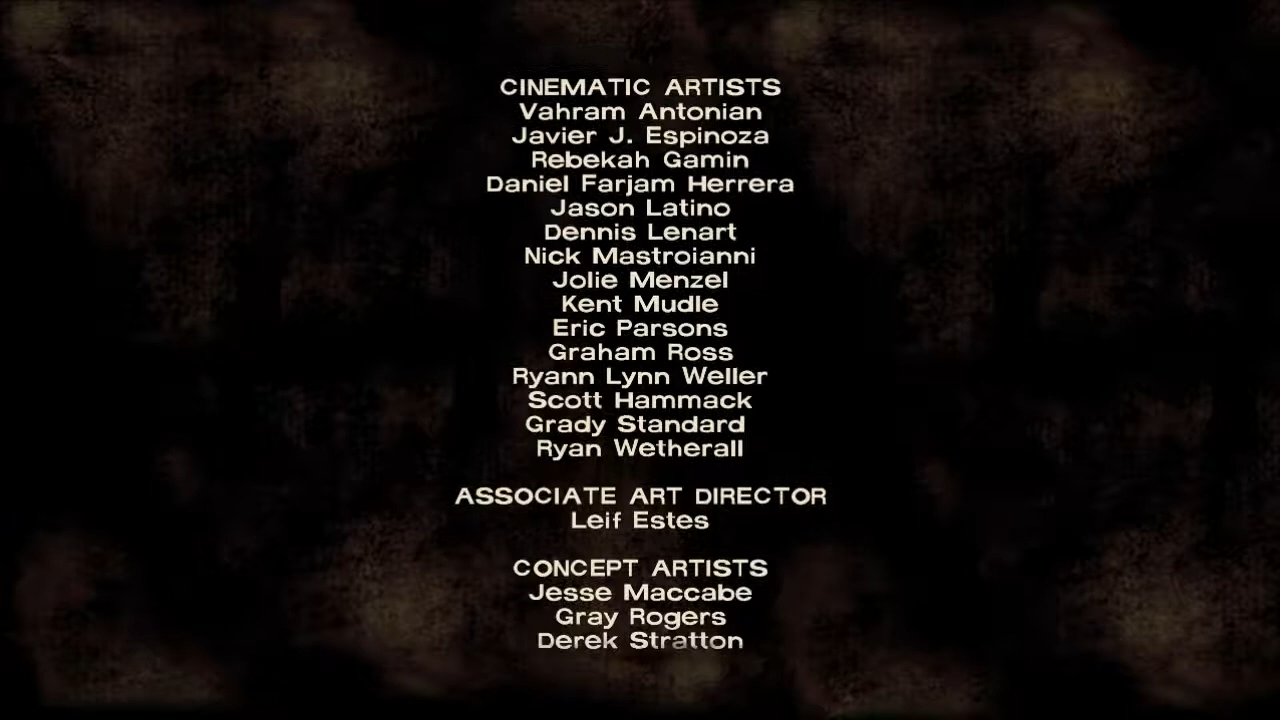 CINEMATIC ARTISTS
Vahram Antonian
Javier J. Espinoza
Rebekah Gamin
Daniel Farjam Herrera
Jason Latino
Dennis Lenart
Nick Mastroianni
Jolie Menzel
Kent Mudle
Eric Parsons
Graham Ross
Ryann Lynn Weller
Scott Hammack
Grady Standard
Ryan Wetherall
ASSOCIATE ART DIRECTOR
Leif Estes
CONCEPT ARTISTS
Jesse Maccabe
Gray Rogers
Derek Stratton